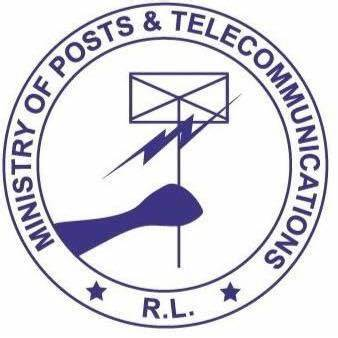 MINISTRY OF POSTS & TELECOMMUNICATIONS
R.L.